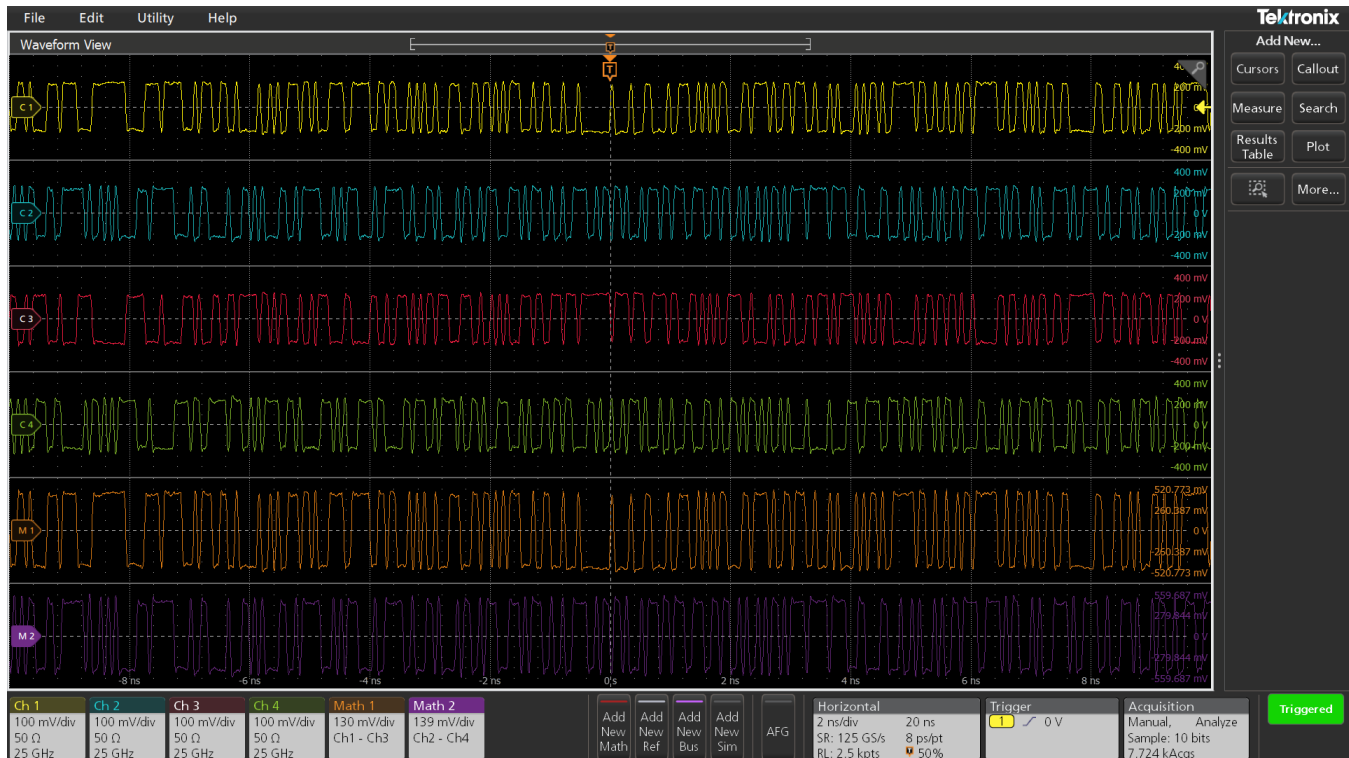 File Edit Utility Help
Tektronix
Waveform View
Add New...
Cursors Callout
Measure Search
Results Table Plot
More...
T
T
C 1
200 mV
0 V
-200 mV
-400 mV
400 mV
200 mV
C 2
0 V
-200 mV
-400 mV
400 mV
200 mV
C 3
0 V
-200 mV
-400 mV
400 mV
200 mV
C 4
0 V
-200 mV
-400 mV
520.773 mV
260.387 mV
M 1
0 V
-260.387 mV
-520.773 mV
559.687 mV
279.844 mV
M 2
0 V
-279.844 mV
-559.687 mV
-8 ns -6 ns -4 ns -2 ns 0 s 2 ns 4 ns 6 ns 8 ns
Ch 1
100 mV/div
50 Ω
25 GHz
Ch 2
100 mV/div
50 Ω
25 GHz
Ch 3
100 mV/div
50 Ω
25 GHz
Ch 4
100 mV/div
50 Ω
25 GHz
Math 1
130 mV/div
Ch1 - Ch3
Math 2
139 mV/div
Ch2 - Ch4
Add New Math
Add New Ref
Add New Bus
Add New Sim
AFG
Horizontal
2 ns/div 20 ns
SR: 125 GS/s 8 ps/pt
RL: 2.5 kpts 50%
Trigger
1 0 V
Acquisition
Manual, Analyze
Sample: 10 bits
7.724 kAcqs
Triggered